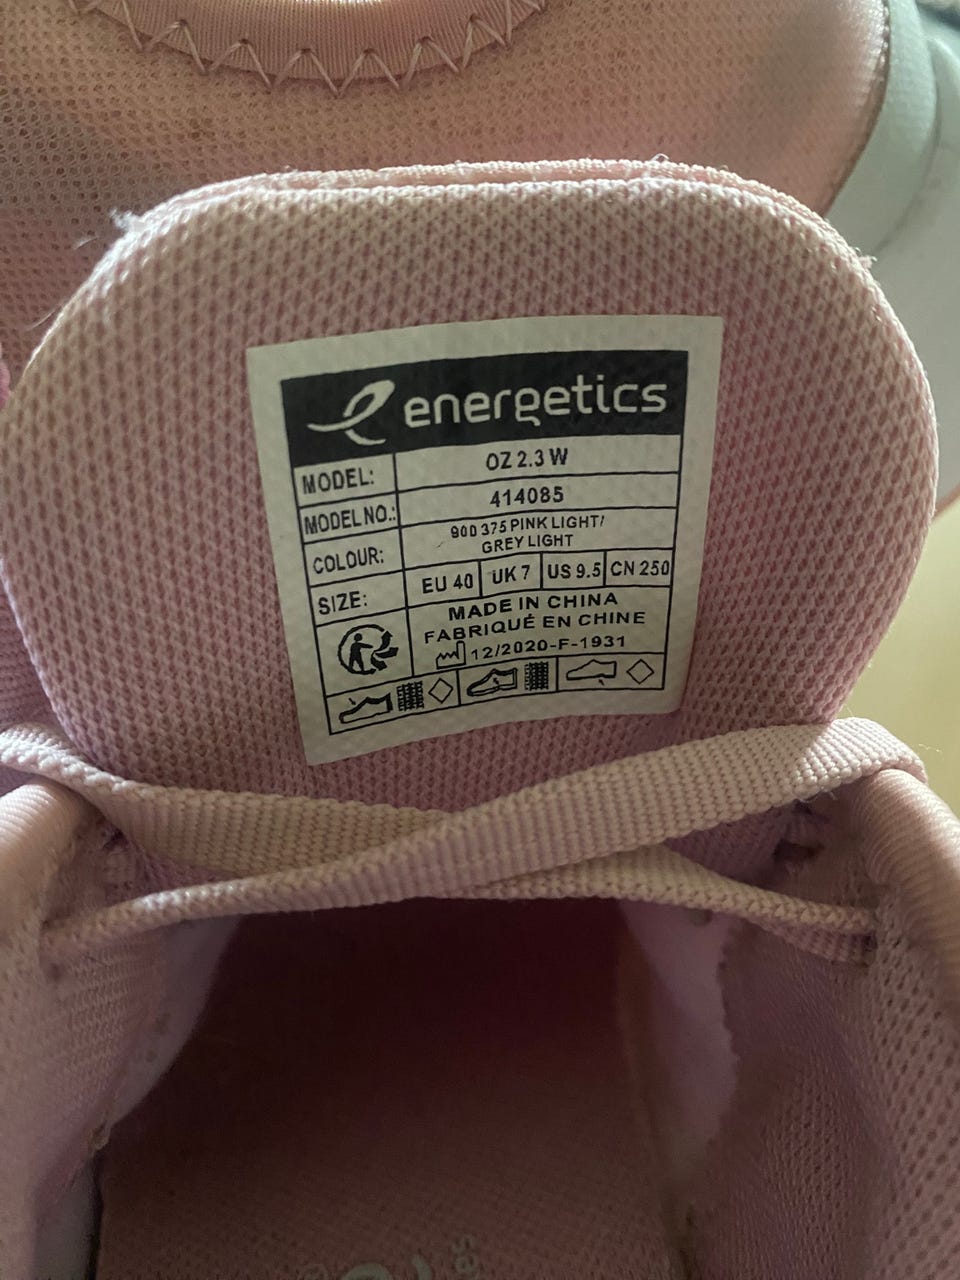 energetics
MODEL: OZ 2.3 W
MODEL NO.: 414085
COLOUR: 900 375 PINK LIGHT/
GREY LIGHT
SIZE: EU 40 UK 7 US 9.5 CN 250
MADE IN CHINA
FABRIQUÉ EN CHINE
12/2020-F-1931